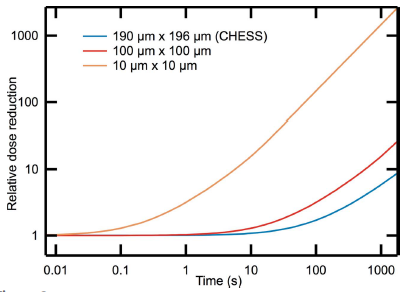 1000
100
10
1
Relative dose reduction
190 µm x 196 µm (CHESS)
100 µm x 100 µm
10 µm x 10 µm
0.01 0.1 1 10 100 1000
Time (s)